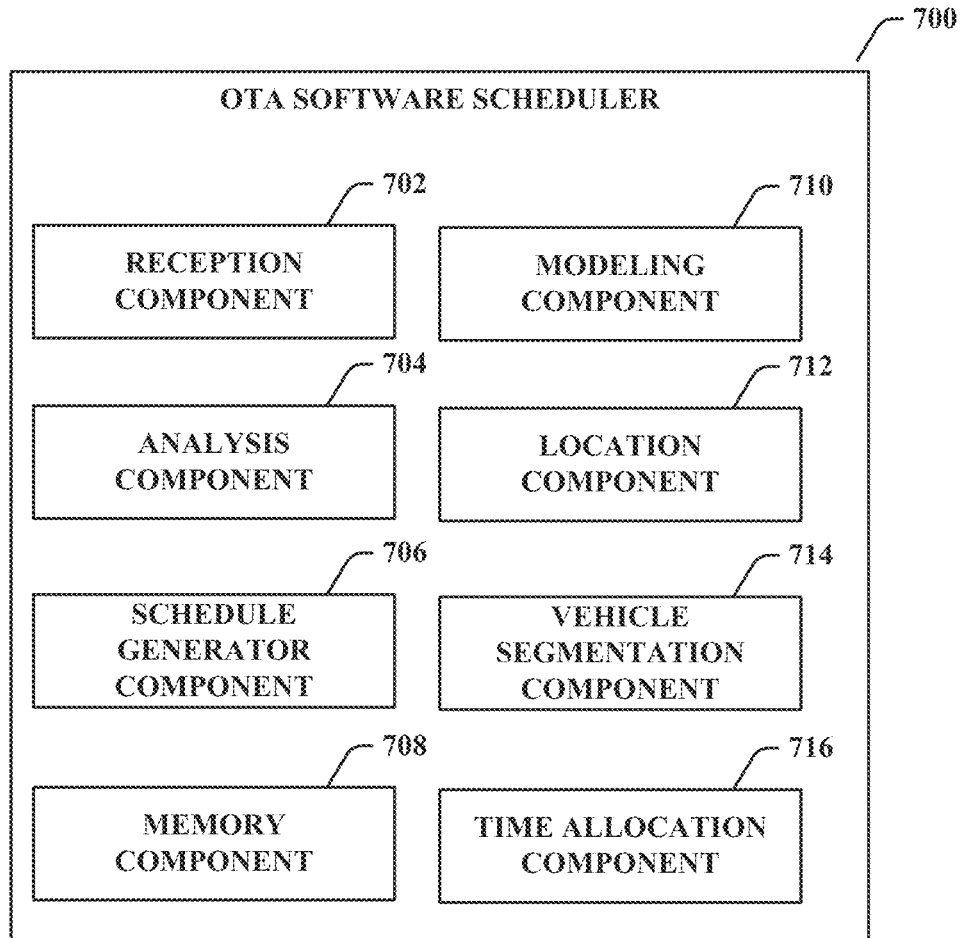 700
OTA SOFTWARE SCHEDULER
702
RECEPTION
COMPONENT
710
MODELING
COMPONENT
704
ANALYSIS
COMPONENT
712
LOCATION
COMPONENT
706
SCHEDULE
GENERATOR
COMPONENT
714
VEHICLE
SEGMENTATION
COMPONENT
708
MEMORY
COMPONENT
716
TIME ALLOCATION
COMPONENT